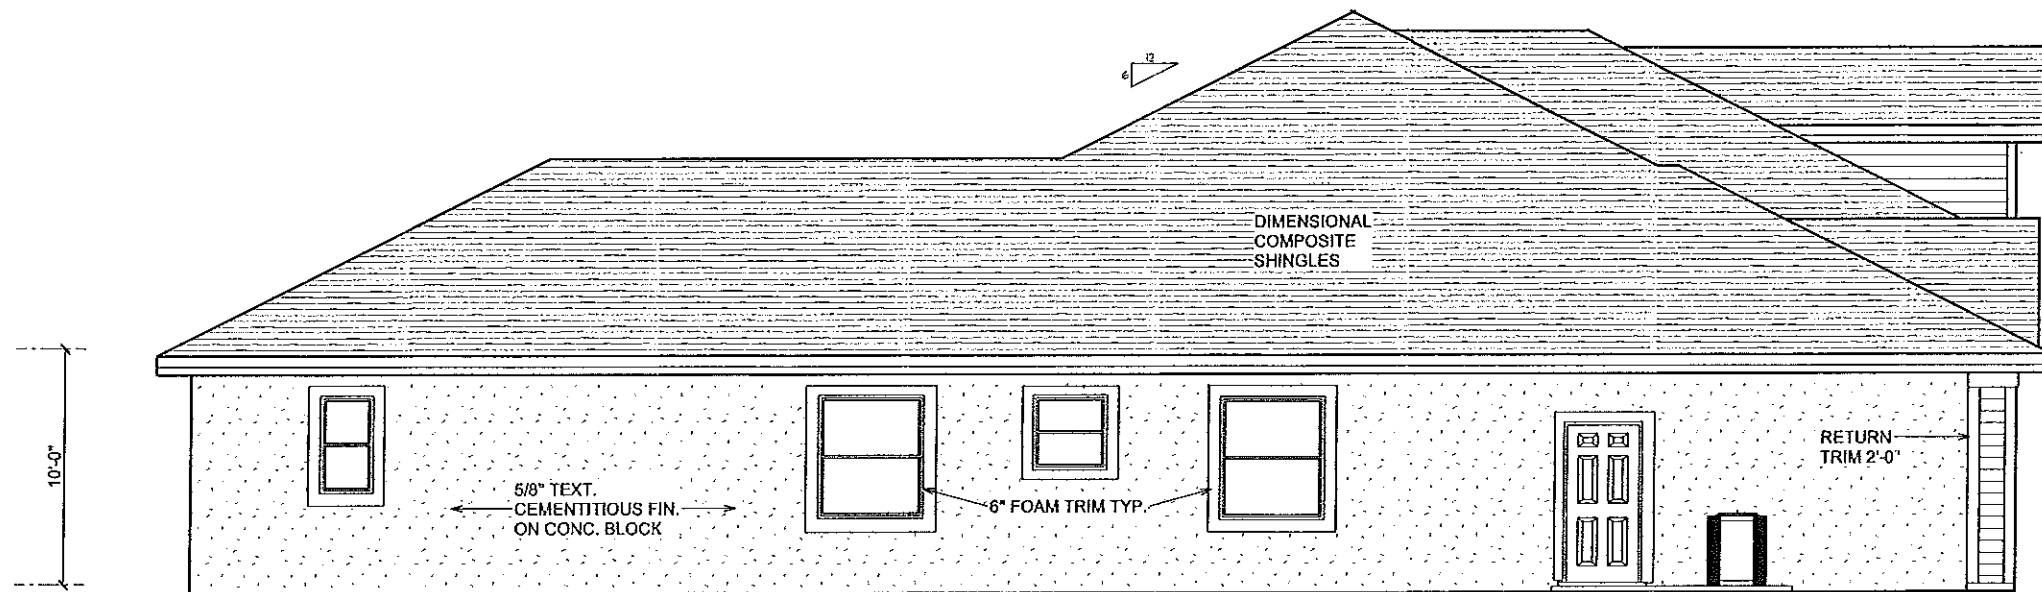 12
6
DIMENSIONAL
COMPOSITE
SHINGLES
10'-0"
5/8" TEXT.
CEMENTITIOUS FIN.
ON CONC. BLOCK
6" FOAM TRIM TYP.
RETURN
TRIM 2'-0"